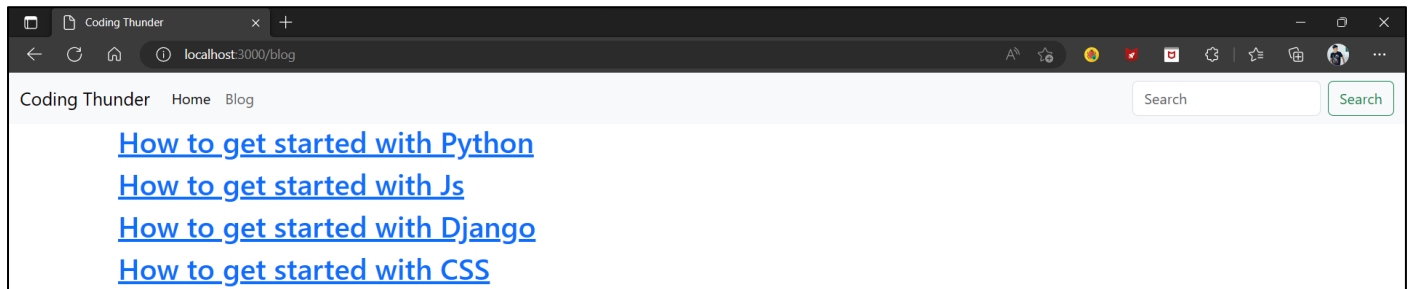 Coding Thunder
localhost:3000/blog
Coding Thunder Home Blog Search Search
How to get started with Python
How to get started with Js
How to get started with Django
How to get started with CSS